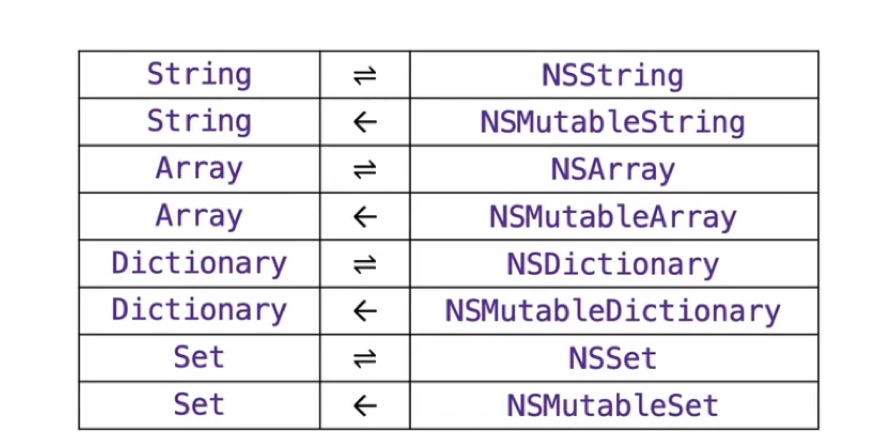 String ⇌ NSString
String ← NSMutableString
Array ⇌ NSArray
Array ← NSMutableArray
Dictionary ⇌ NSDictionary
Dictionary ← NSMutableDictionary
Set ⇌ NSSet
Set ← NSMutableSet